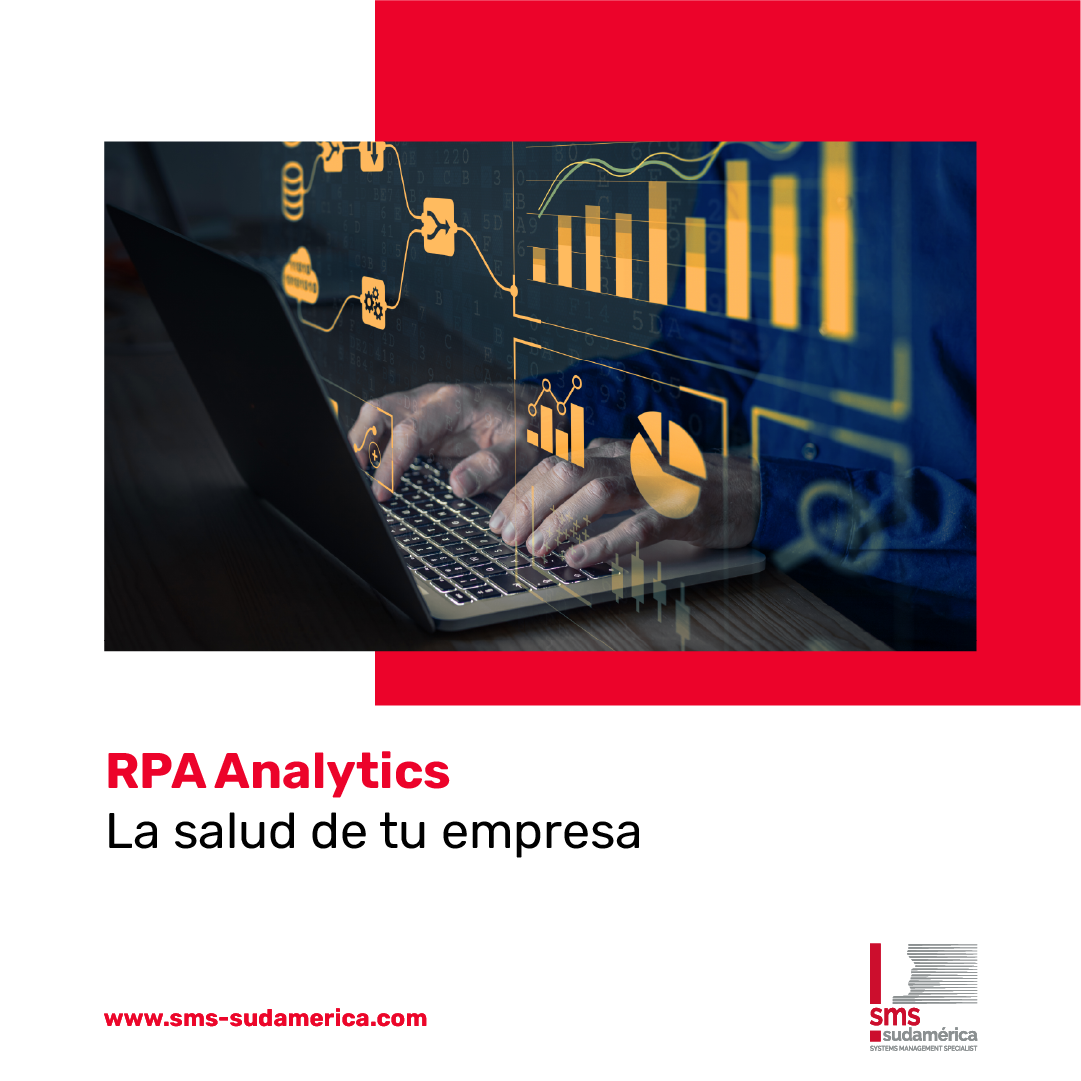 RPA Analytics
La salud de tu empresa
www.sms-sudamerica.com
sms
sudamérica
SYSTEMS MANAGEMENT SPECIALIST